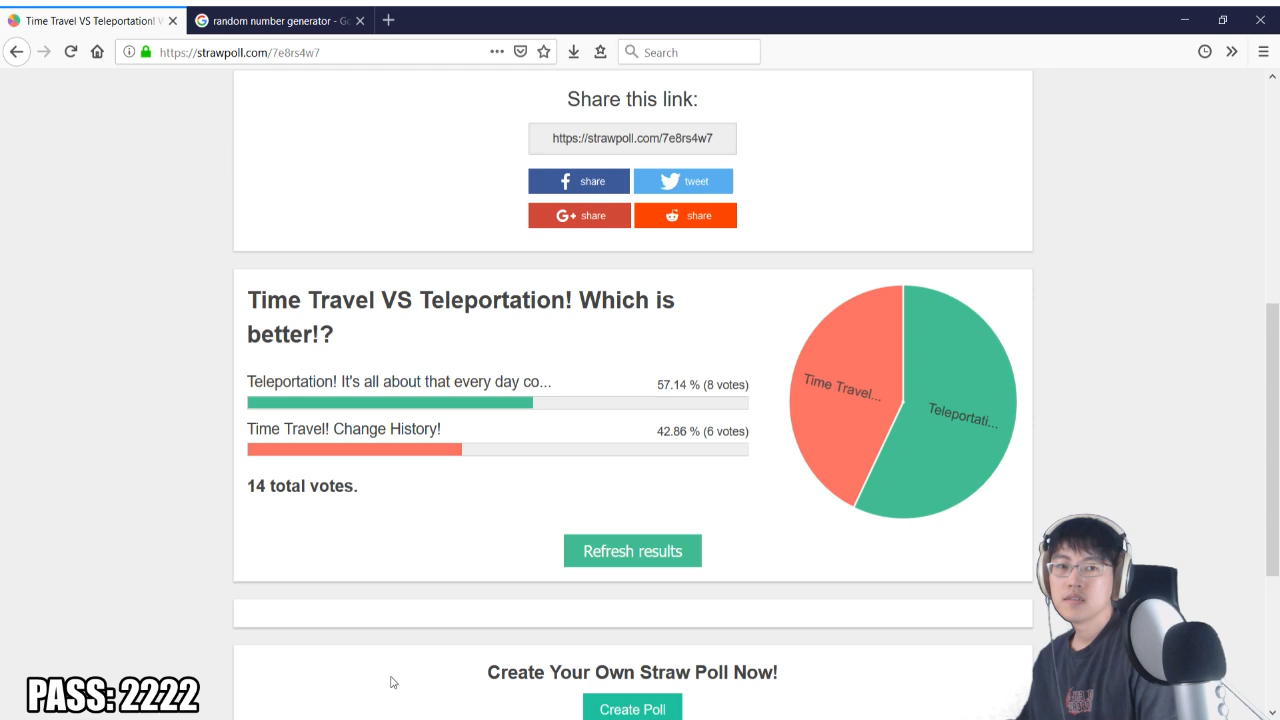 Time Travel VS Teleportation! V
random number generator - Go
https://strawpoll.com/7e8rs4w7
Search
Share this link:
https://strawpoll.com/7e8rs4w7
share
tweet
G+ share
share
Time Travel VS Teleportation! Which is
better!?
Teleportation! It's all about that every day co...
57.14 % (8 votes)
Time Travel! Change History!
42.86 % (6 votes)
14 total votes.
Time Travel...
Teleportati...
Refresh results
Create Your Own Straw Poll Now!
Create Poll
PASS: 2222